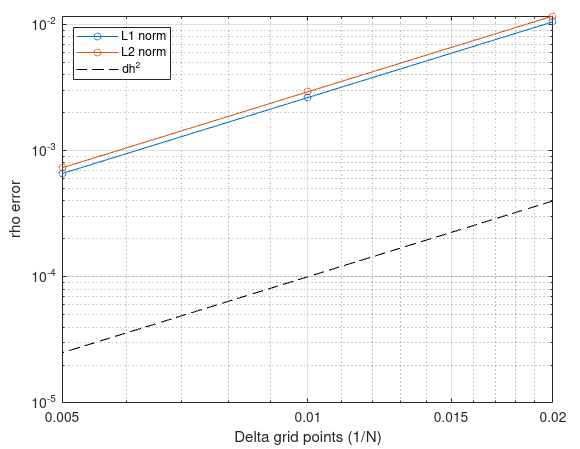 10^-2
L1 norm
L2 norm
dh^2
10^-3
rho error
10^-4
10^-5
0.005
0.01
0.015
0.02
Delta grid points (1/N)